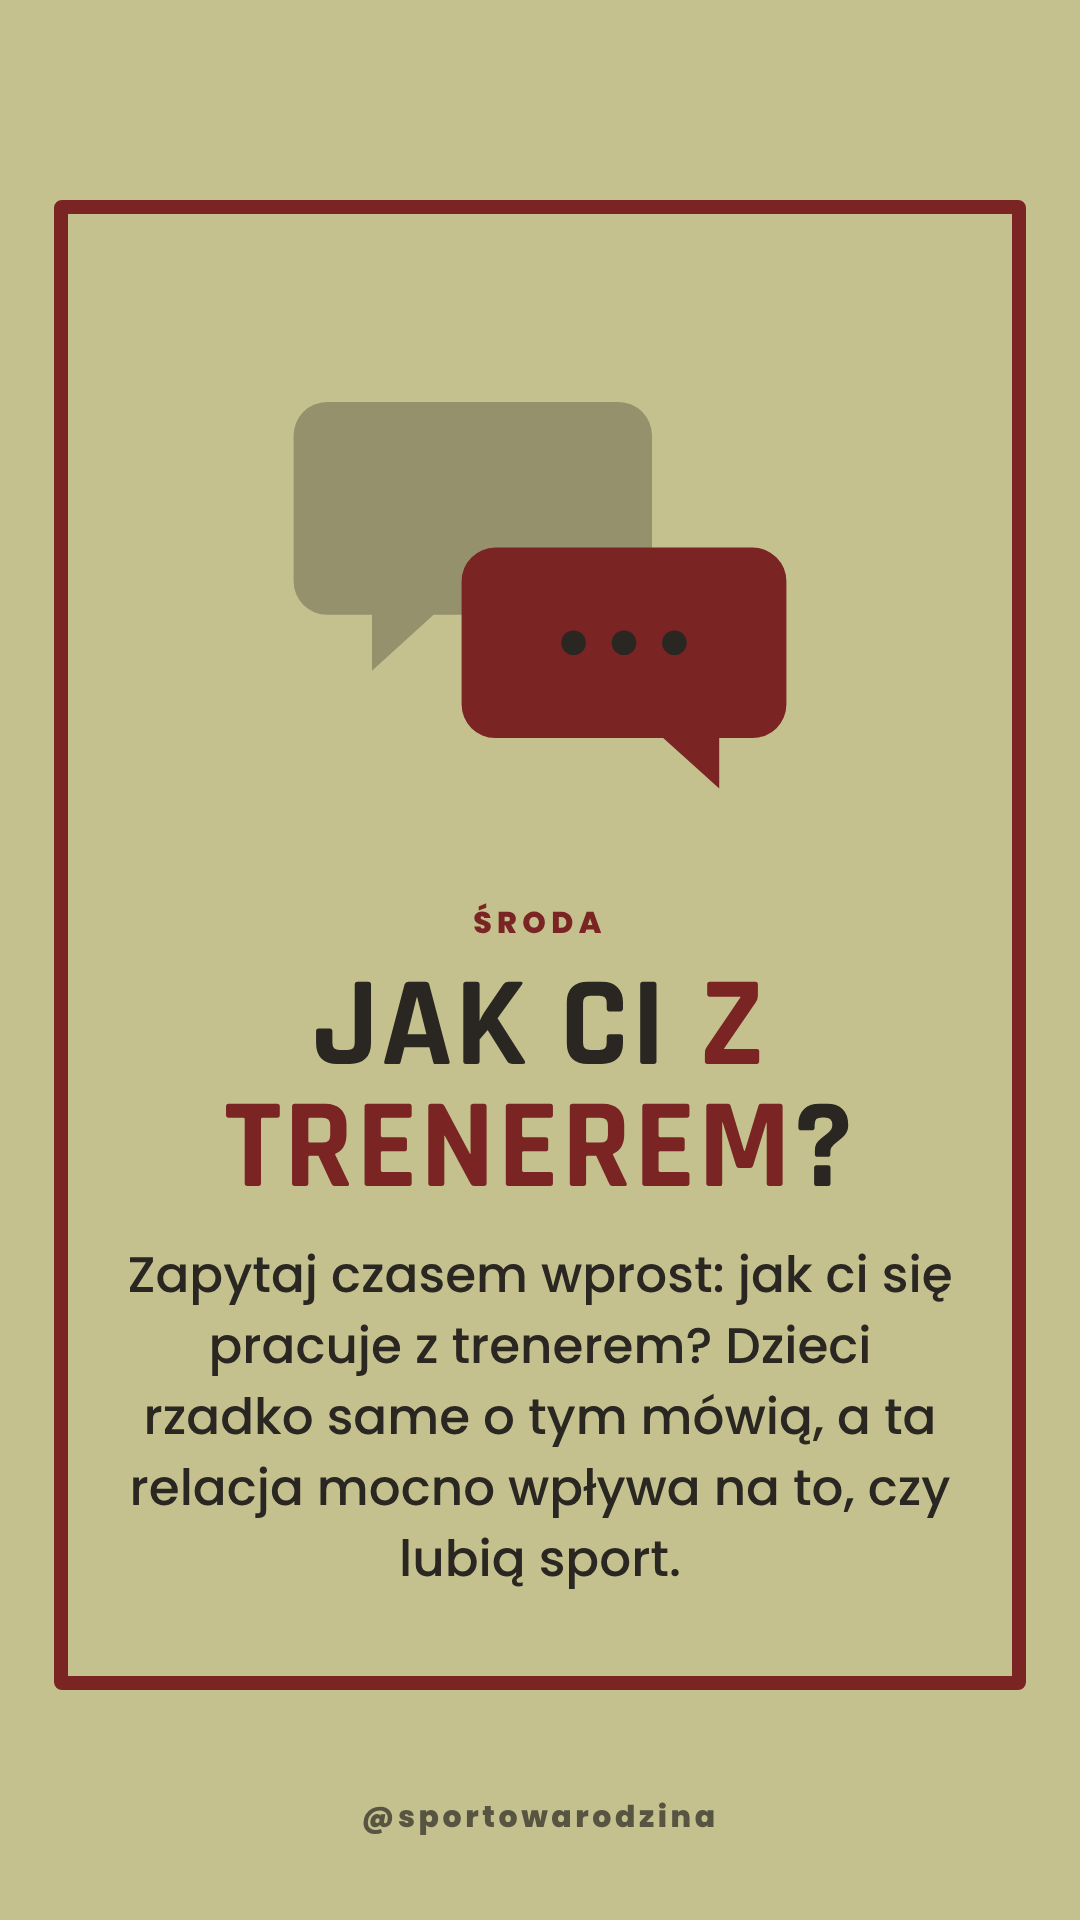 ŚRODA
JAK CI Z
TRENEREM?
Zapytaj czasem wprost: jak ci się
pracuje z trenerem? Dzieci
rzadko same o tym mówią, a ta
relacja mocno wpływa na to, czy
lubią sport.
@sportowarodzina